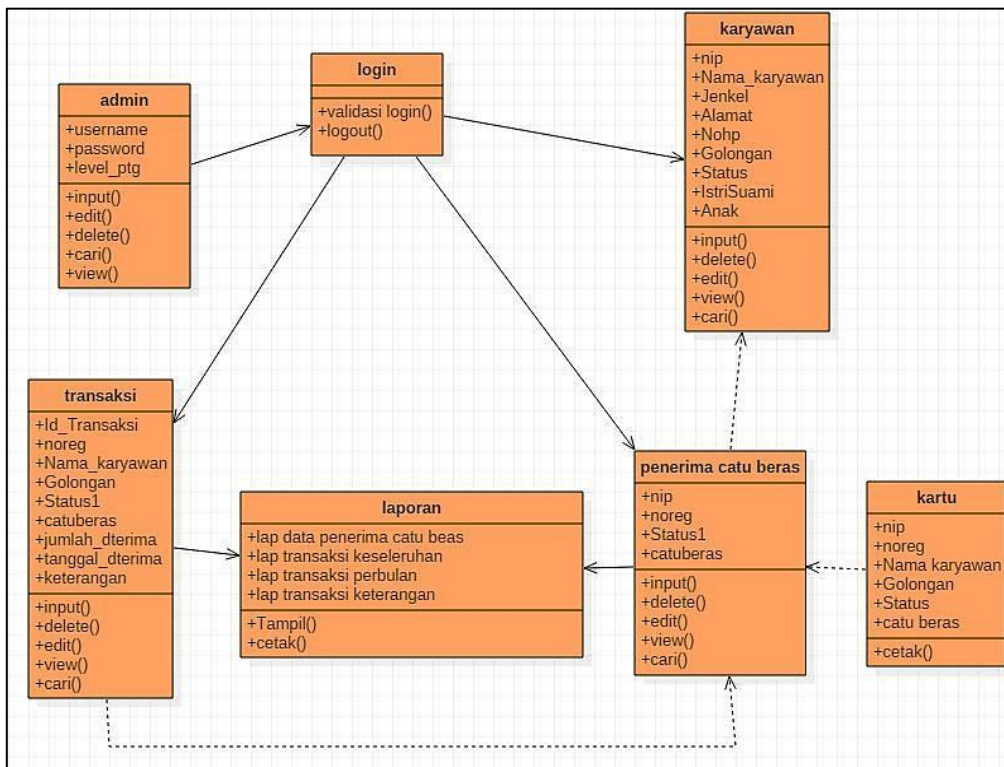 admin
+username
+password
+level_ptg
+input()
+edit()
+delete()
+cari()
+view()
login
+validasi login()
+logout()
karyawan
+nip
+Nama_karyawan
+Jenkel
+Alamat
+Nohp
+Golongan
+Status
+IstriSuami
+Anak
+input()
+delete()
+edit()
+view()
+cari()
transaksi
+Id_Transaksi
+noreg
+Nama_karyawan
+Golongan
+Status1
+catuberas
+jumlah_dterima
+tanggal_dterima
+keterangan
+input()
+delete()
+edit()
+view()
+cari()
laporan
+lap data penerima catu beas
+lap transaksi keseleruhan
+lap transaksi perbulan
+lap transaksi keterangan
+Tampil()
+cetak()
penerima catu beras
+nip
+noreg
+Status1
+catuberas
+input()
+delete()
+edit()
+view()
+cari()
kartu
+nip
+noreg
+Nama karyawan
+Golongan
+Status
+catu beras
+cetak()